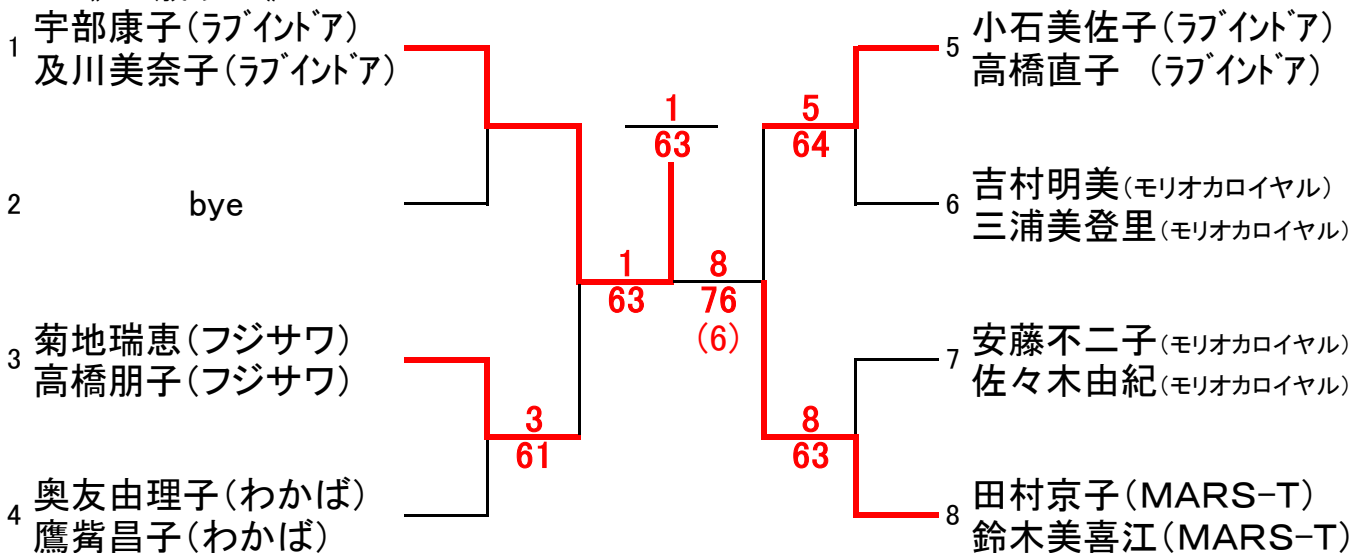 1 宇部康子(ラブインドア)
及川美奈子(ラブインドア)
2 bye
3 菊地瑞恵(フジサワ)
高橋朋子(フジサワ)
4 奥友由理子(わかば)
鷹觜昌子(わかば)
3
61
1
63
1
63
8
76
(6)
5
64
8
63
5 小石美佐子(ラブインドア)
高橋直子 (ラブインドア)
6 吉村明美(モリオカロイヤル)
三浦美登里(モリオカロイヤル)
7 安藤不二子(モリオカロイヤル)
佐々木由紀(モリオカロイヤル)
8 田村京子(MARS-T)
鈴木美喜江(MARS-T)